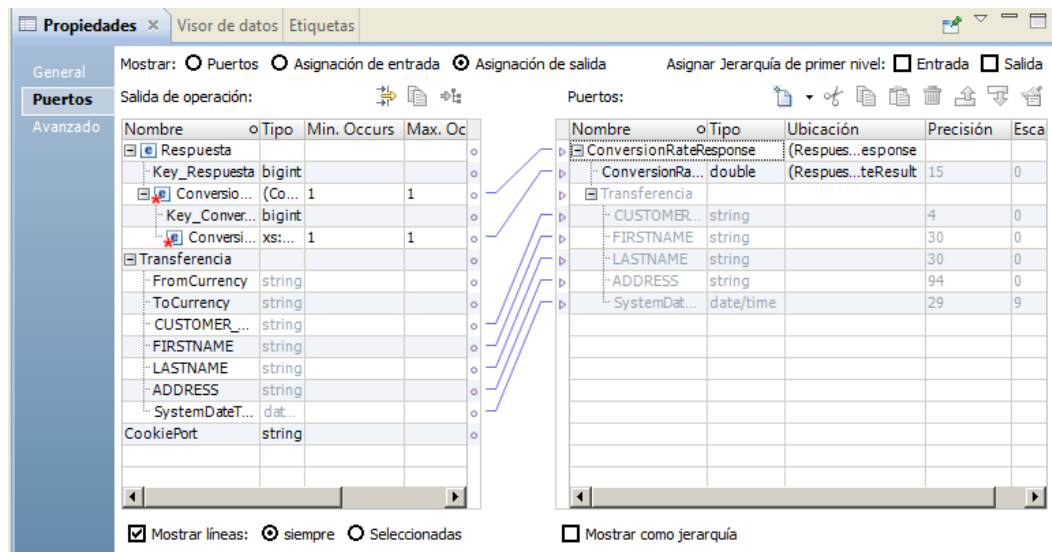 Propiedades
Visor de datos
Etiquetas
General
Puertos
Avanzado
Mostrar: Puertos Asignación de entrada Asignación de salida
Asignar Jerarquía de primer nivel: Entrada Salida
Salida de operación:
Nombre Tipo Min. Occurs Max. Oc
Respuesta
Key_Respuesta bigint
Conversio... (Co... 1 1
Key_Conver... bigint
Conversi... xs:... 1 1
Transferencia
FromCurrency string
ToCurrency string
CUSTOMER_... string
FIRSTNAME string
LASTNAME string
ADDRESS string
SystemDateT... dat...
CookiePort string
Mostrar líneas: siempre Seleccionadas
Puertos:
Nombre Tipo Ubicación Precisión Esca
ConversionRateResponse (Respues...esponse
ConversionRa... double (Respues...teResult 15 0
Transferencia
CUSTOMER... string 4 0
FIRSTNAME string 30 0
LASTNAME string 30 0
ADDRESS string 94 0
SystemDat... date/time 29 9
Mostrar como jerarquía